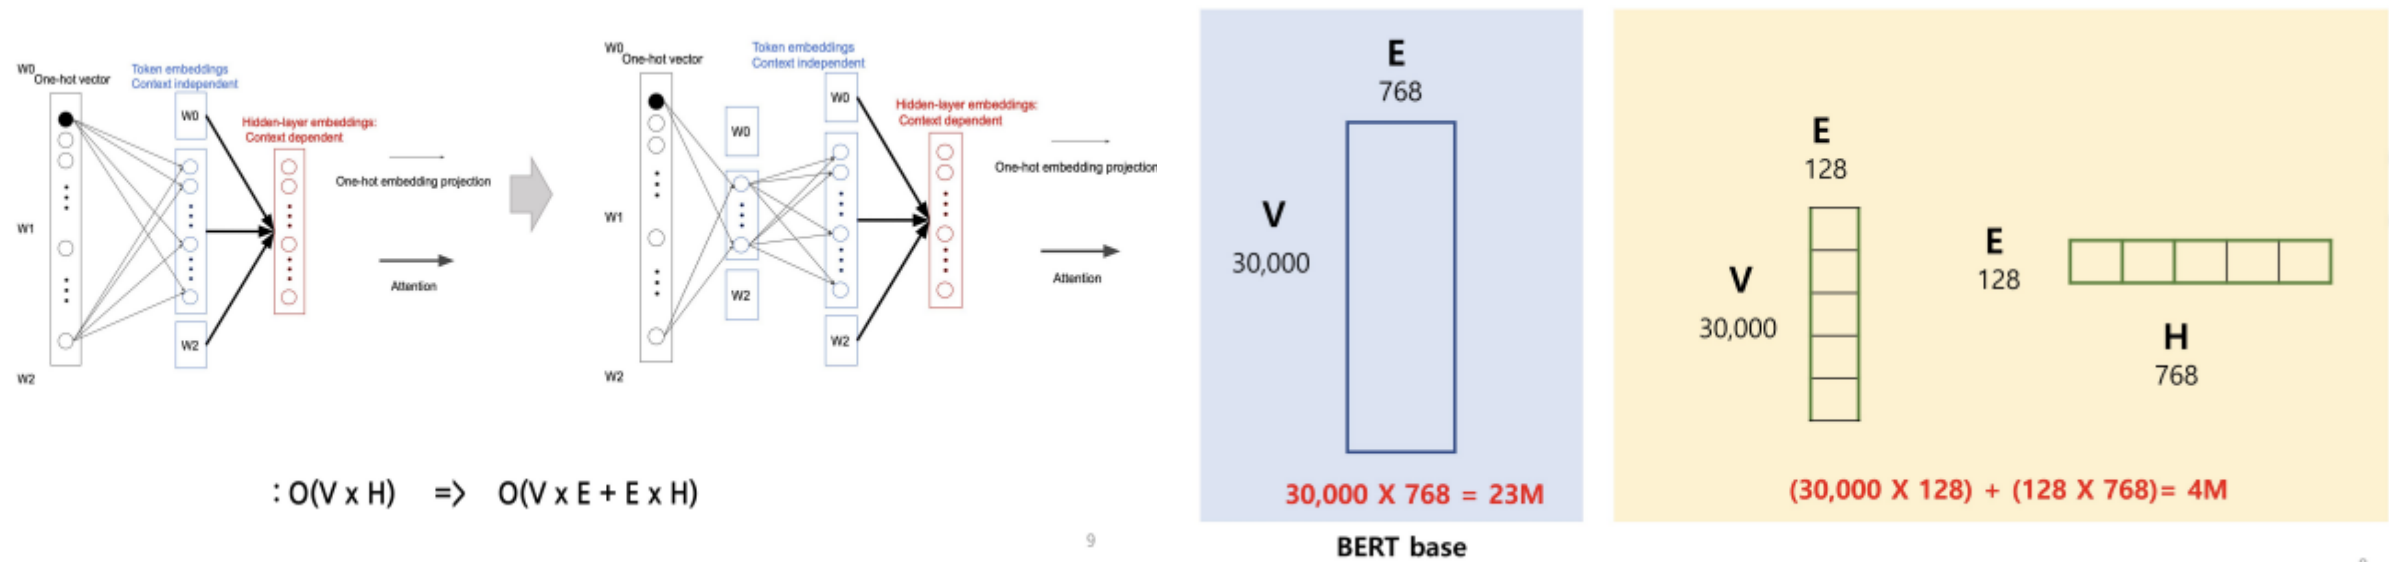 W0
One-hot vector
Token embeddings
Context independent
W0
Hidden-layer embeddings:
Context dependent
One-hot embedding projection
W1
Attention
W2
W2
W0
One-hot vector
Token embeddings
Context independent
W0
W0
Hidden-layer embeddings:
Context dependent
One-hot embedding projection
W1
Attention
W2
W2
W2
: O(V x H) => O(V x E + E x H)
9
E
768
V
30,000
30,000 X 768 = 23M
BERT base
E
128
V
30,000
E
128
H
768
(30,000 X 128) + (128 X 768)= 4M